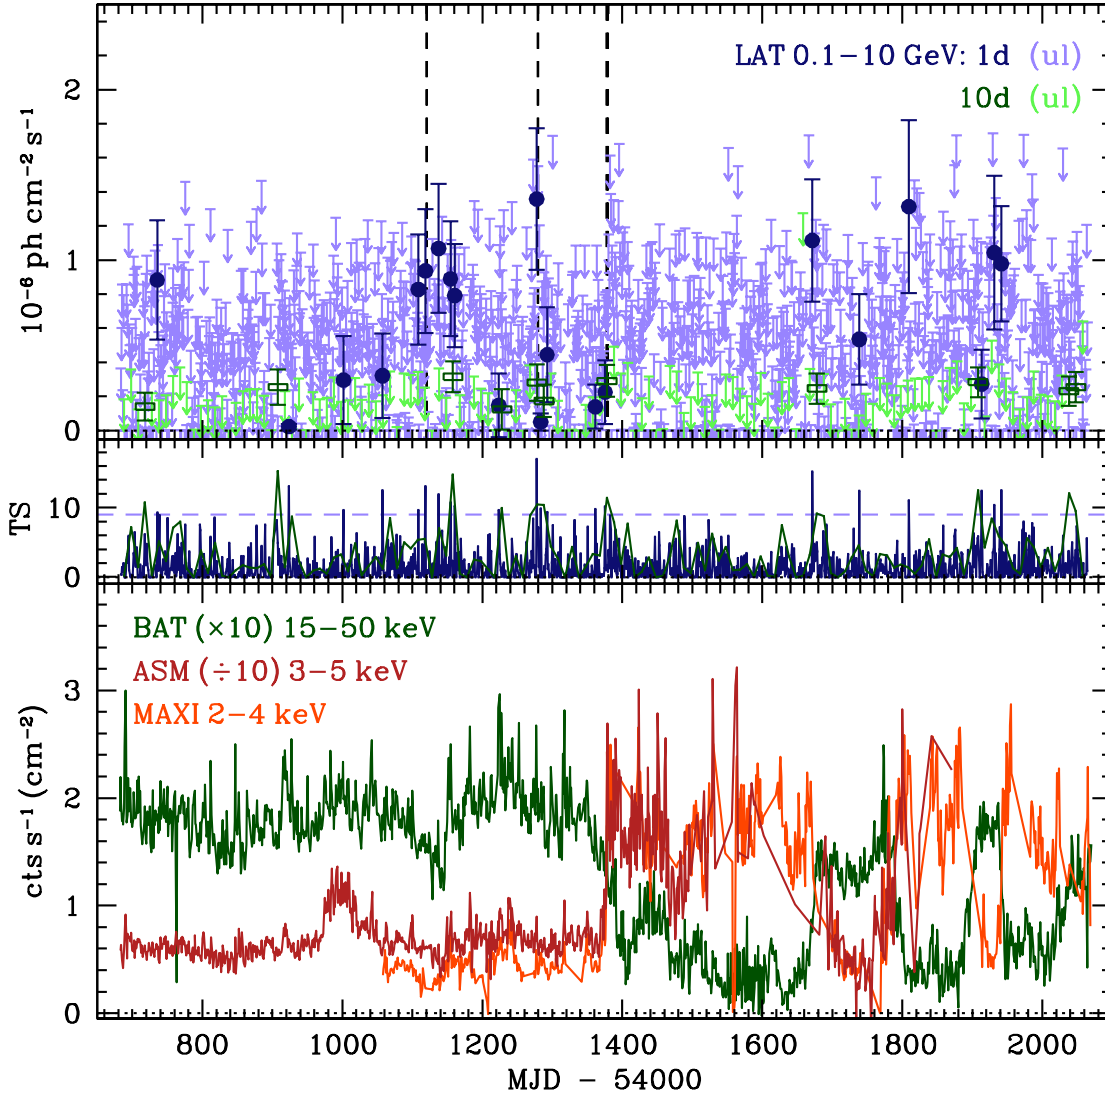 LAT 0.1−10 GeV: 1d (ul)
10d (ul)
10⁻⁶ ph cm⁻² s⁻¹
2
1
0
TS
10
0
BAT (×10) 15−50 keV
ASM (÷10) 3−5 keV
MAXI 2−4 keV
cts s⁻¹ (cm⁻²)
3
2
1
0
800 1000 1200 1400 1600 1800 2000
MJD − 54000